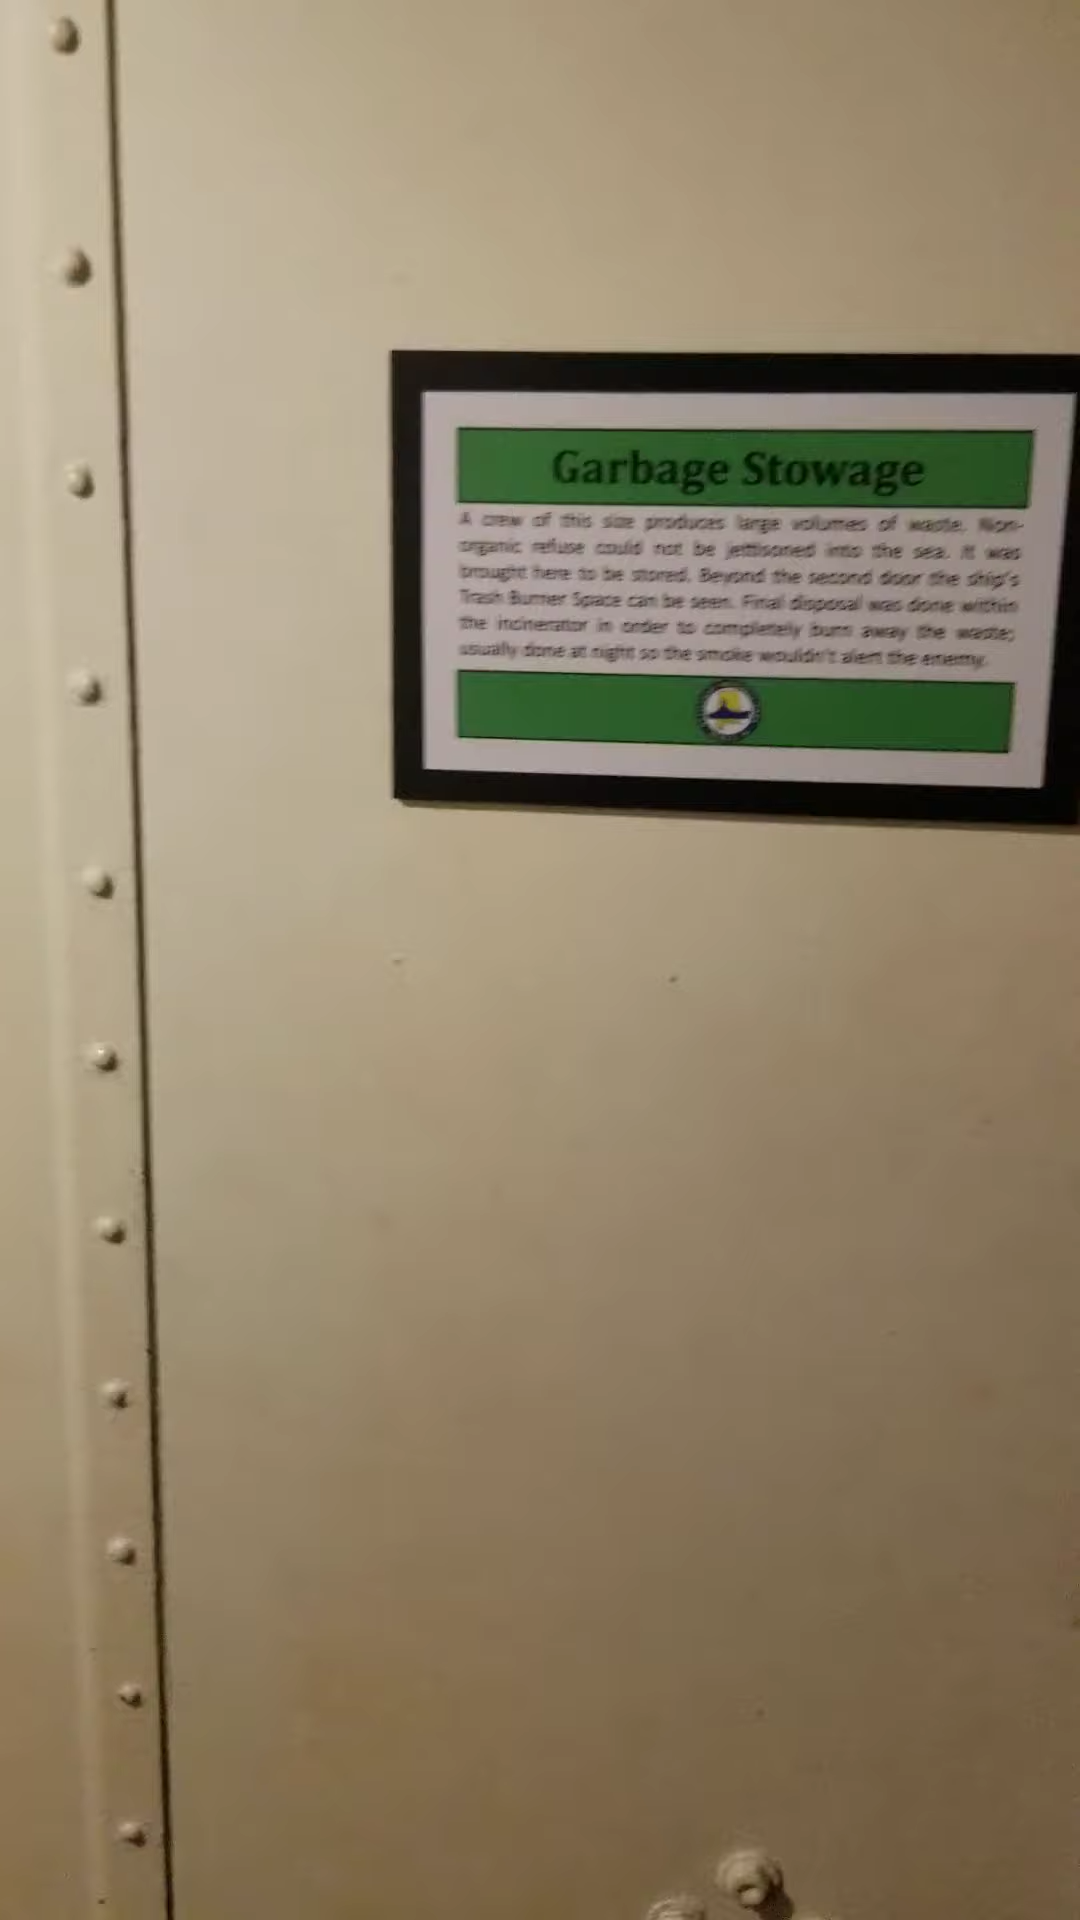 Garbage Stowage
A crew of this size produces large volumes of waste. Non-
organic refuse could not be jettisoned into the sea. It was
brought here to be stored. Beyond the second door the ship's
Trash Burner Space can be seen. Final disposal was done within
the incinerator in order to completely burn away the waste;
usually done at night so the smoke wouldn't alert the enemy.